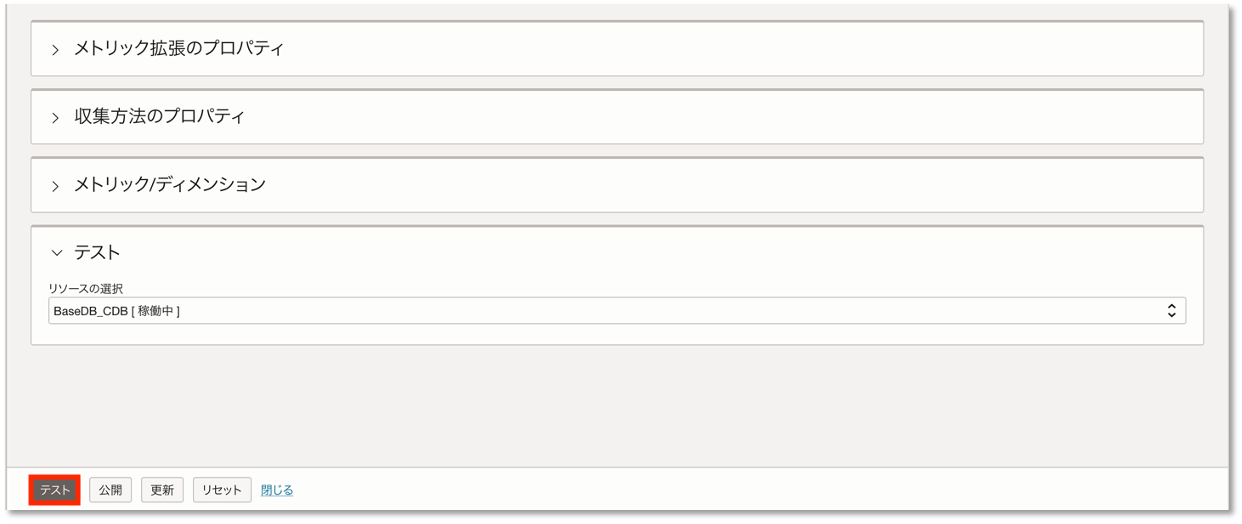 メトリック拡張のプロパティ
収集方法のプロパティ
メトリック/ディメンション
テスト
リソースの選択
BaseDB_CDB [ 稼働中 ]
テスト 公開 更新 リセット 閉じる